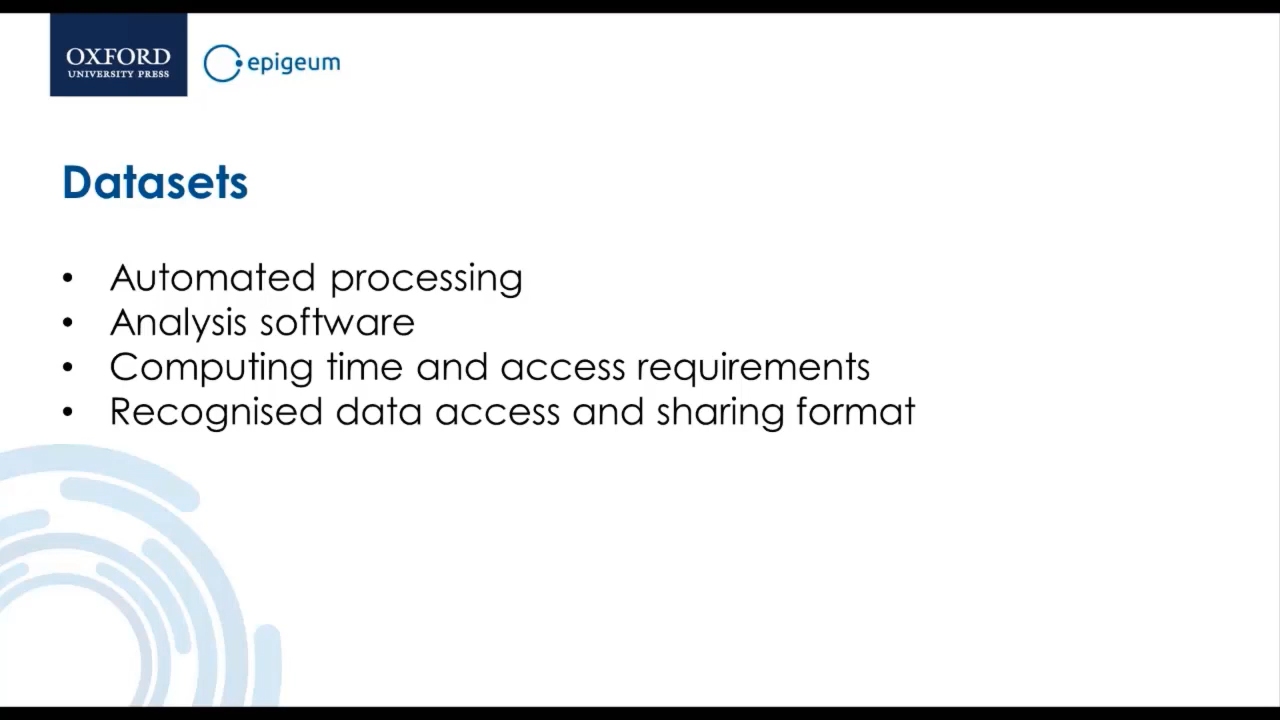 OXFORD
UNIVERSITY PRESS
epigeum
Datasets
• Automated processing
• Analysis software
• Computing time and access requirements
• Recognised data access and sharing format